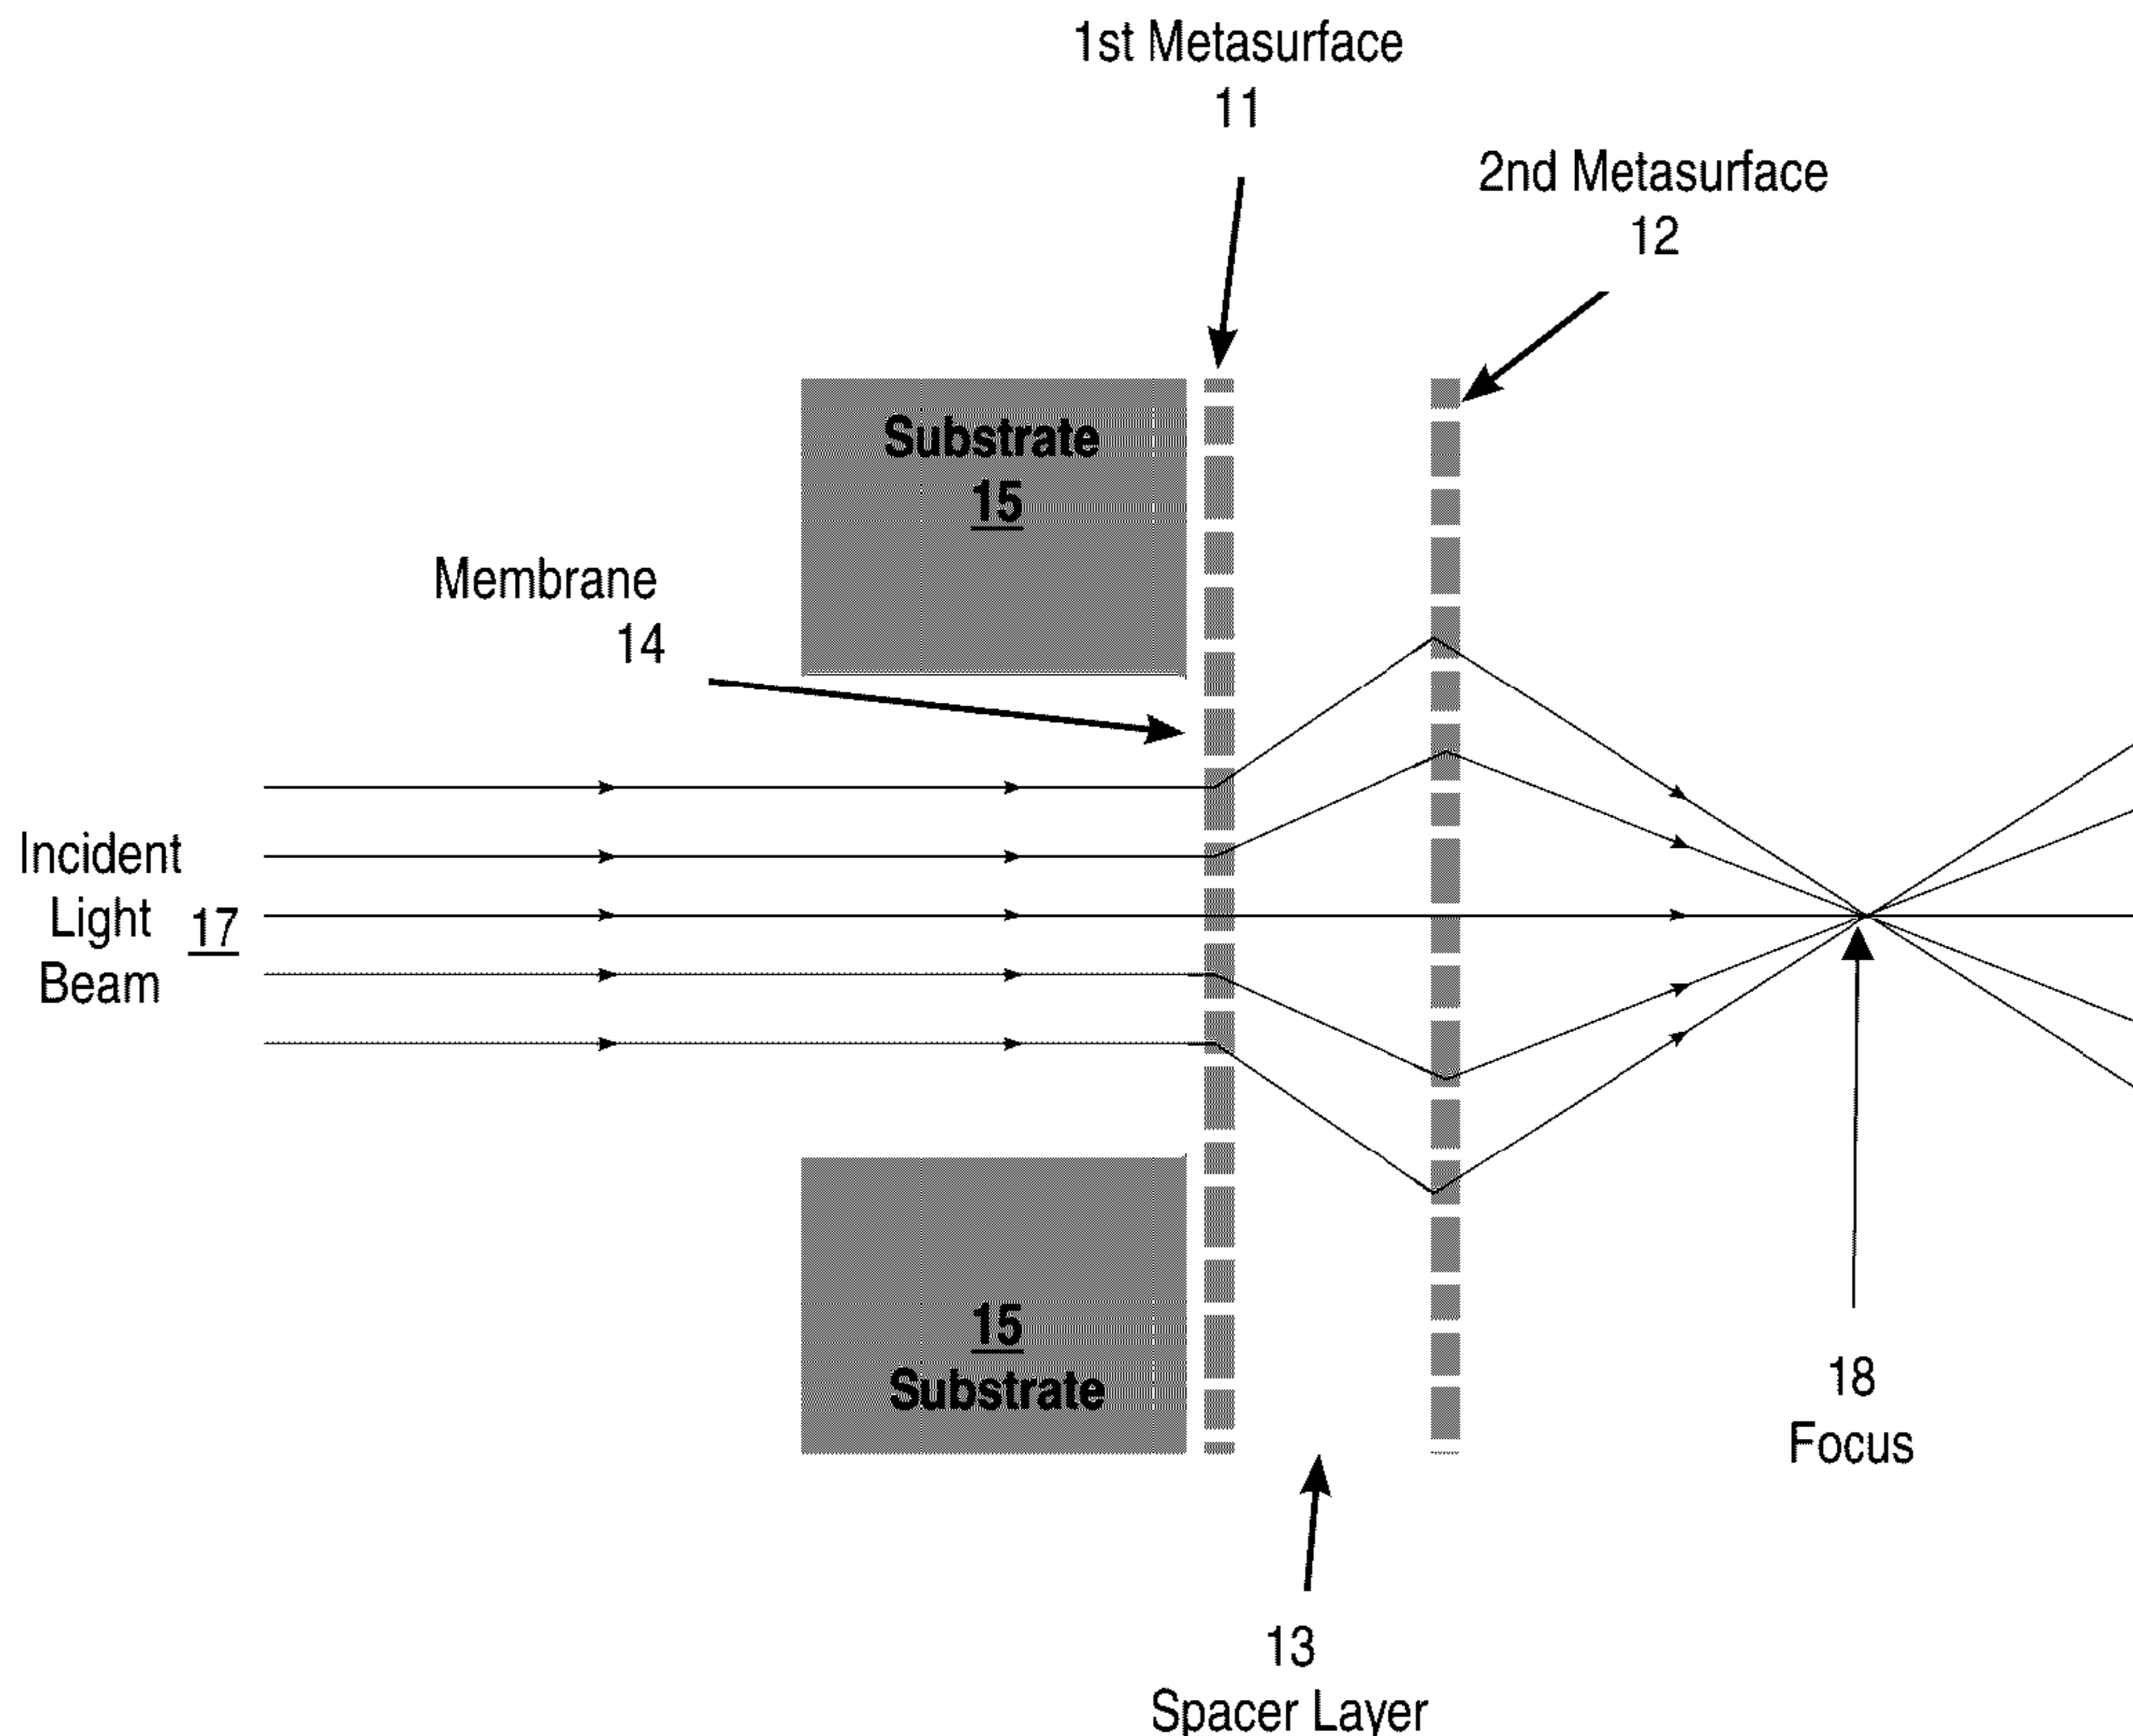 1st Metasurface
11
2nd Metasurface
12
Substrate
15
Membrane
14
Incident
Light 17
Beam
15
Substrate
18
Focus
13
Spacer Layer